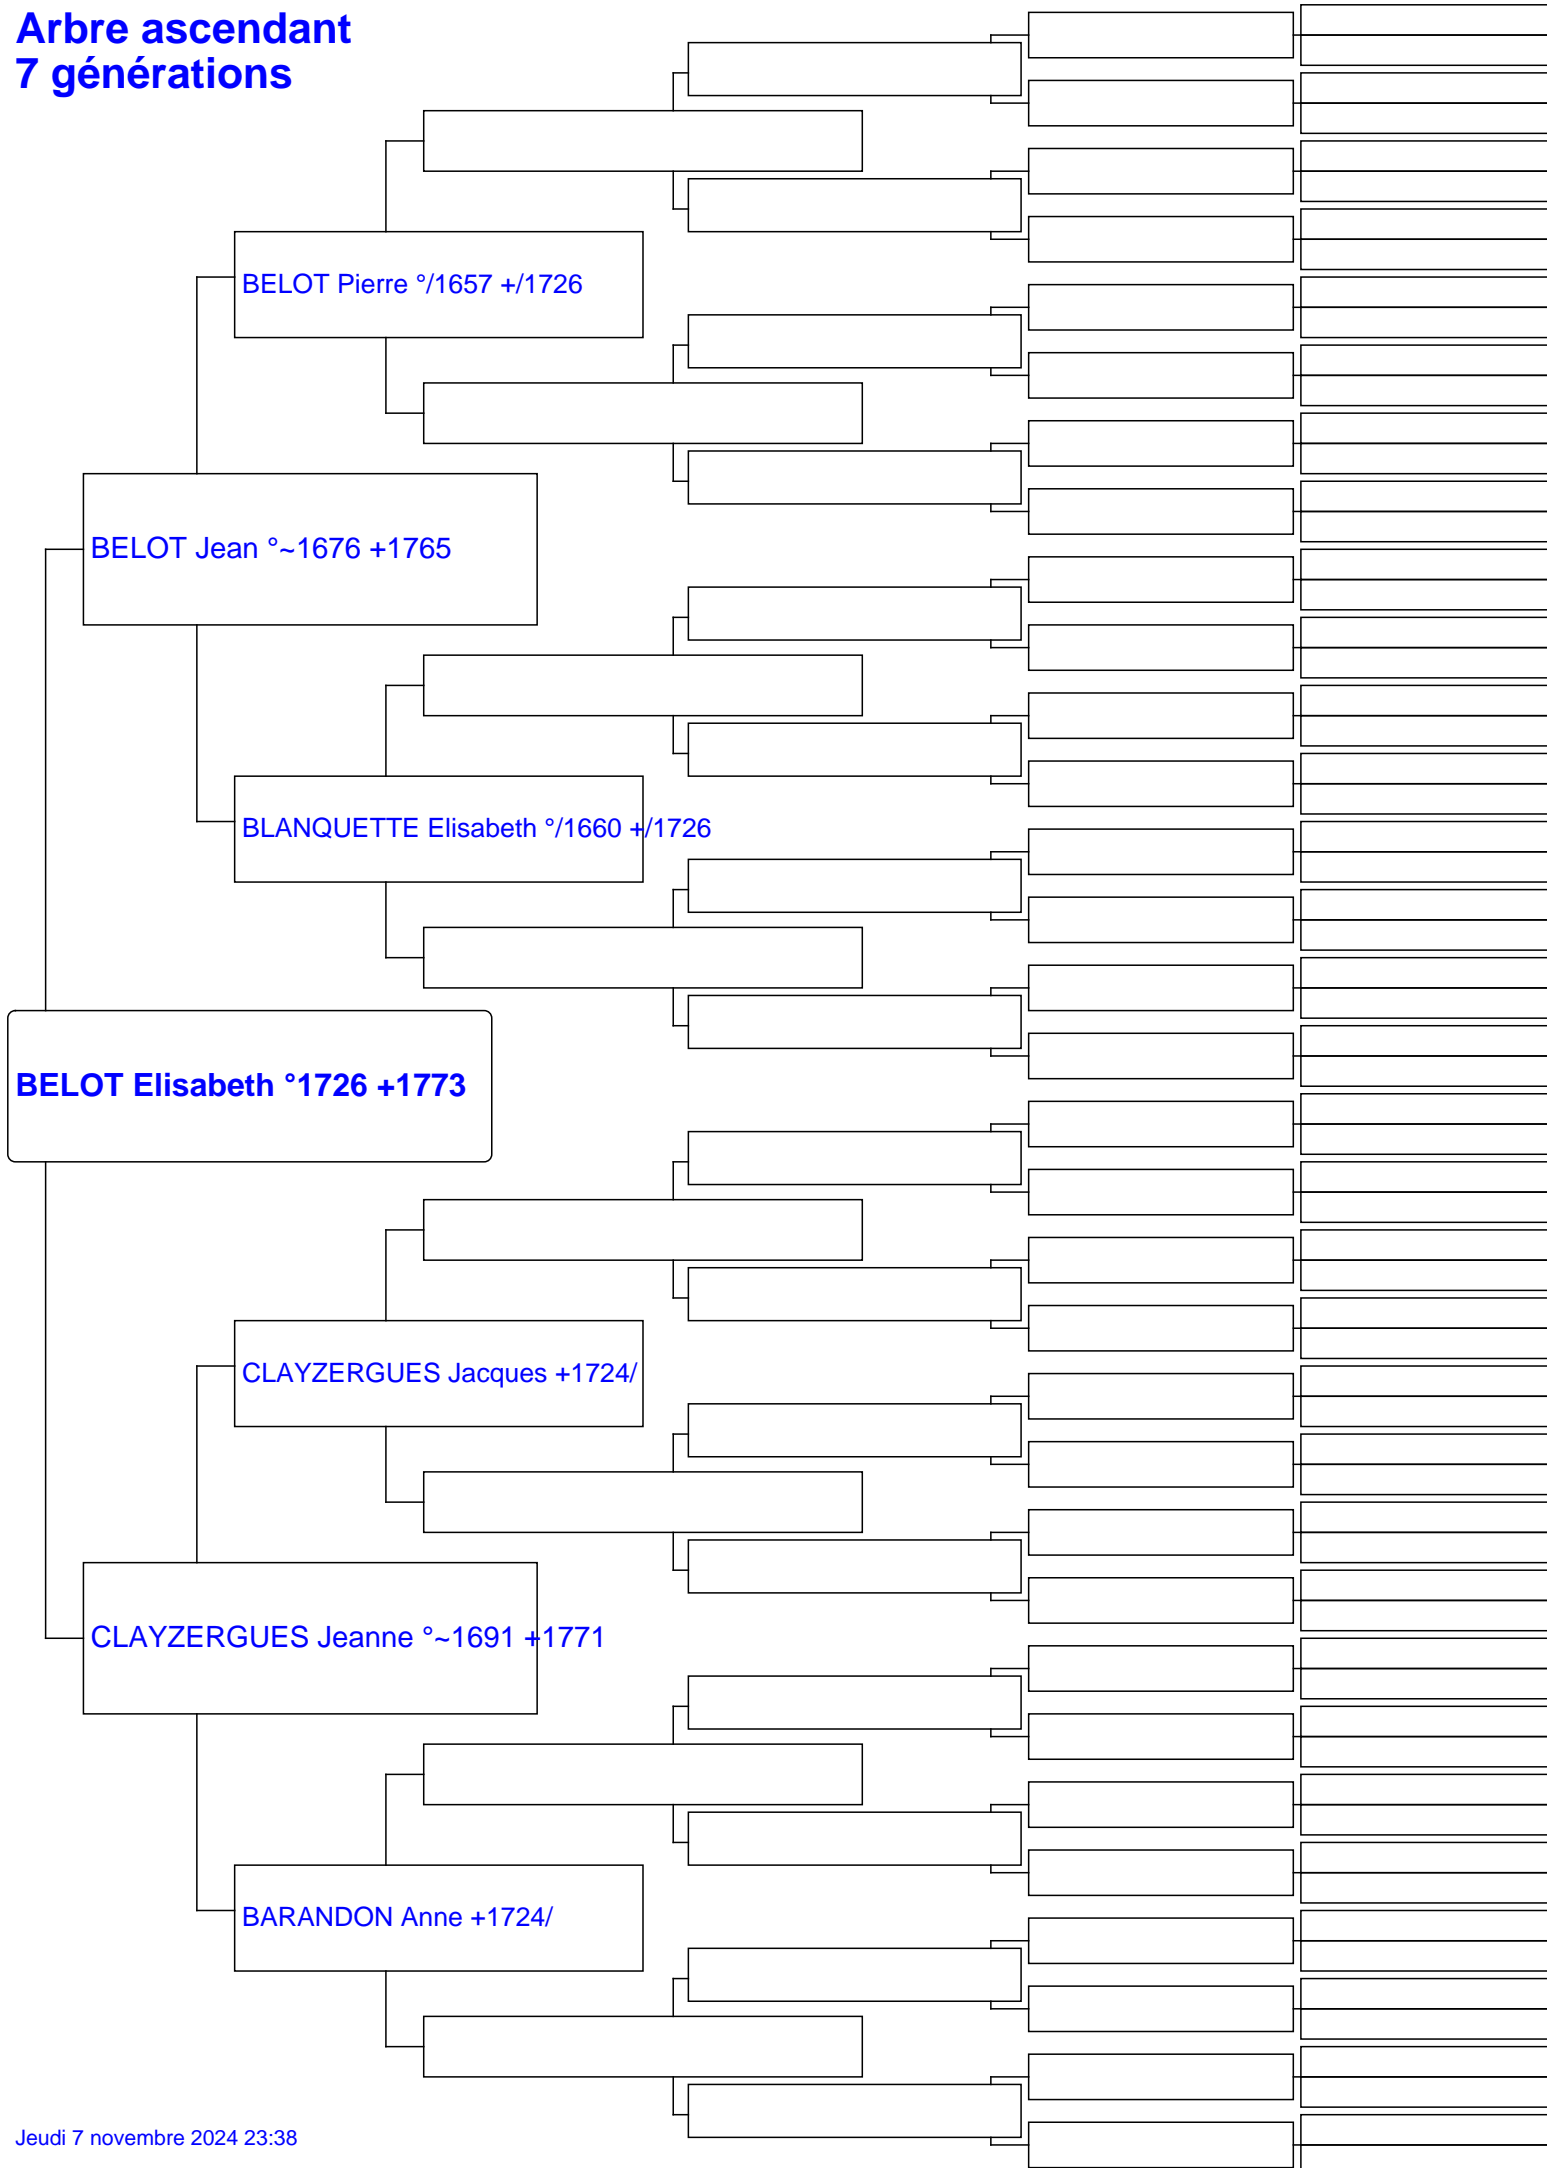 Arbre ascendant
7 générations
BELOT Pierre °/1657 +/1726
BELOT Jean °~1676 +1765
BLANQUETTE Elisabeth °/1660 +/1726
BELOT Elisabeth °1726 +1773
CLAYZERGUES Jacques +1724/
CLAYZERGUES Jeanne °~1691 +1771
BARANDON Anne +1724/
Jeudi 7 novembre 2024 23:38